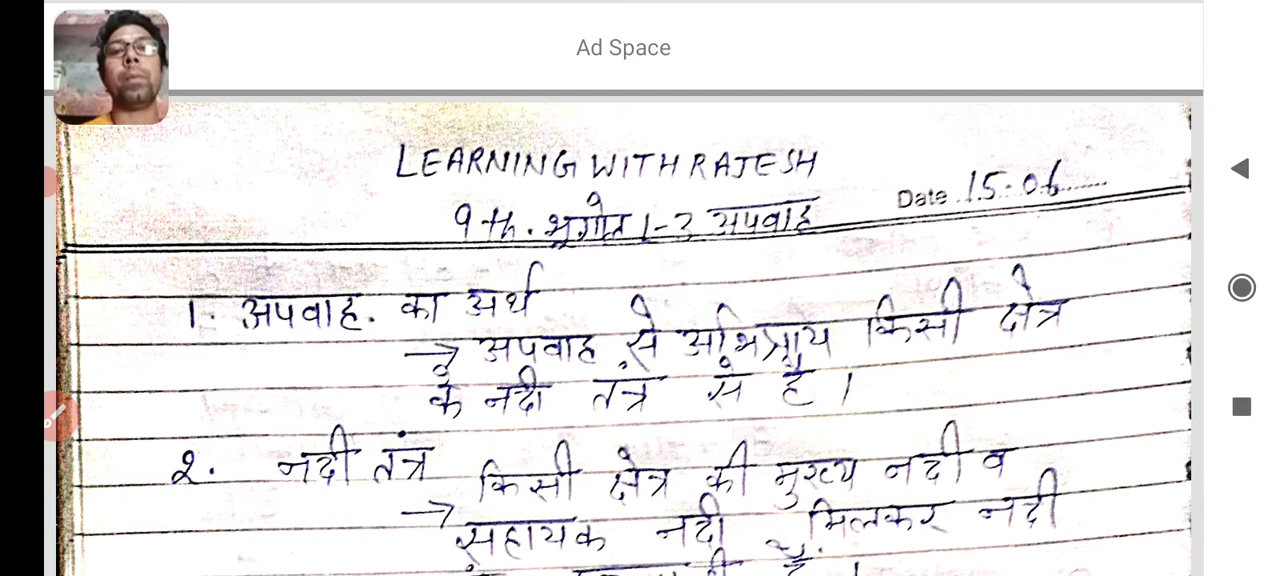 Ad Space
LEARNING WITH RAJESH
Date 15-06
9th. भूगोल 1-3 अपवाह
1. अपवाह. का अर्थ
→ अपवाह से अभिप्राय किसी क्षेत्र
के नदी तंत्र से है।
2. नदी तंत्र
→ किसी क्षेत्र की मुख्य नदी व
सहायक नदी मिलकर नदी